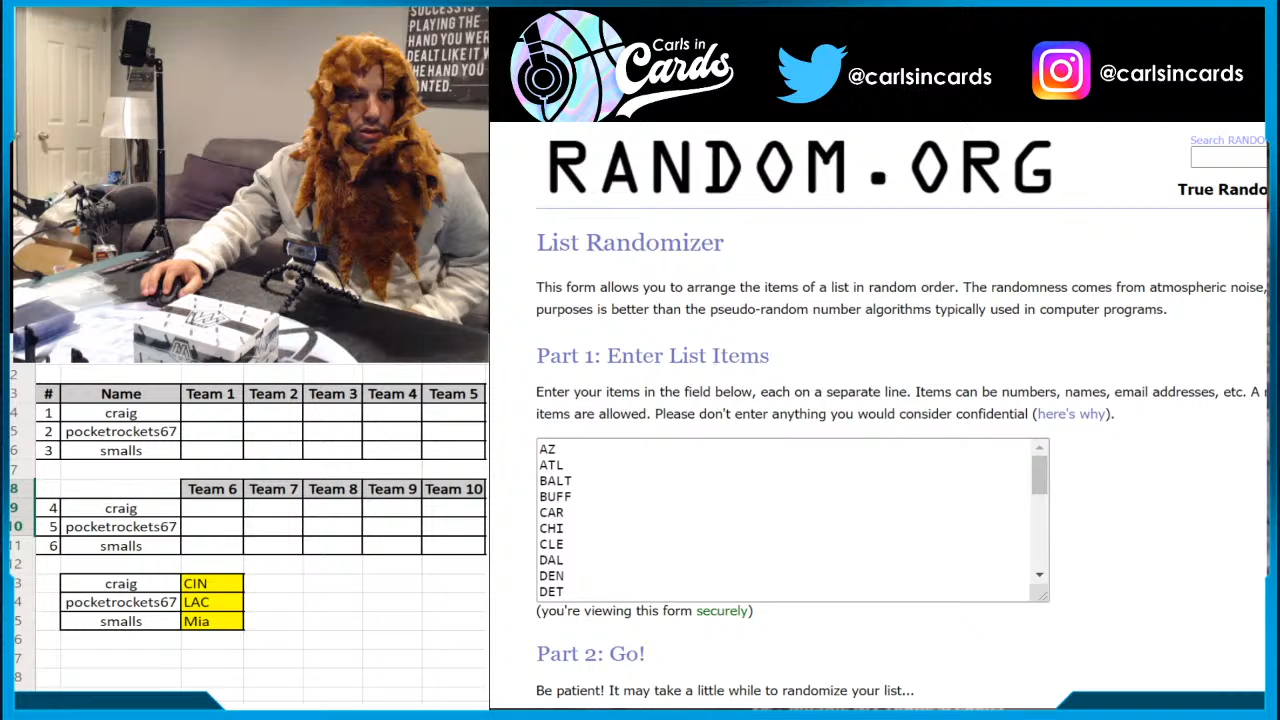 SUCCESS IS
PLAYING THE
HAND YOU WERE
DEALT LIKE IT W
HE HAND YOU
NTED.
Carls in
Cards
@carlsincards
@carlsincards
RANDOM.ORG
Search RANDO
True Rando
List Randomizer
This form allows you to arrange the items of a list in random order. The randomness comes from atmospheric noise,
purposes is better than the pseudo-random number algorithms typically used in computer programs.
Part 1: Enter List Items
Enter your items in the field below, each on a separate line. Items can be numbers, names, email addresses, etc. A
items are allowed. Please don't enter anything you would consider confidential (here's why).
AZ
ATL
BALT
BUFF
CAR
CHI
CLE
DAL
DEN
DET
(you're viewing this form securely)
Part 2: Go!
Be patient! It may take a little while to randomize your list...
2
3 # Name Team 1 Team 2 Team 3 Team 4 Team 5
4 1 craig
5 2 pocketrockets67
6 3 smalls
7
8 Team 6 Team 7 Team 8 Team 9 Team 10
9 4 craig
10 5 pocketrockets67
11 6 smalls
12
3 craig CIN
4 pocketrockets67 LAC
5 smalls Mia
6
7
8